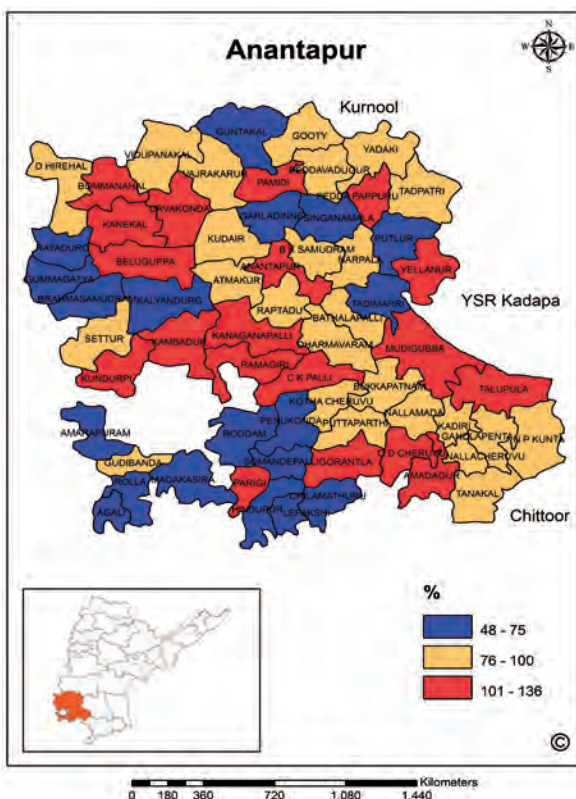 Anantapur
N
W E
S
Kurnool
GUNTAKAL
GOOTY
YADAKI
VIDUPANAKAL
D HIREHAL
VAJRAKARUR
PEDDAVADUGUR
BOMMANAHAL
PAMIDI
PEDDA PAPPURU
TADPATRI
URVAKONDA
KANEKAL
GARLADINNE
SINGANAMALA
RAYADURG
KUDAIR
B K SAMUDRAM
PUTLUR
BELUGUPPA
ANANTAPUR
NARPALA
YELLANUR
GUMMAGATYA
ATMAKUR
BRAHMASAMUDRAM
KALYANDURG
TADIMARRI
YSR Kadapa
RAPTADU
BATHALAPALLI
SETTUR
KANAGANAPALLI
DHARMAVARAM
KAMBADUR
MUDIGUBBA
RAMAGIRI
KUNDURPI
C K PALLI
TALUPULA
BUKKAPATNAM
KOTHA CHERUVU
NALLAMADA
AMARAPURAM
PENUKONDA
PUTTAPARTHI
KADIRI
RODDAM
GANDLAPENTA
N P KUNTA
O D CHERUVU
NALLACHERUVU
GUDIBANDA
SOMANDEPALLI
GORANTLA
ROLLA
MADAKASIRA
PARIGI
AMADAGUR
TANAKAL
CHILAMATHURU
AGALI
HINDUPUR
LEPAKSHI
Chittoor
%
48 - 75
76 - 100
101 - 136
©
Kilometers
0 180 360 720 1.080 1.440